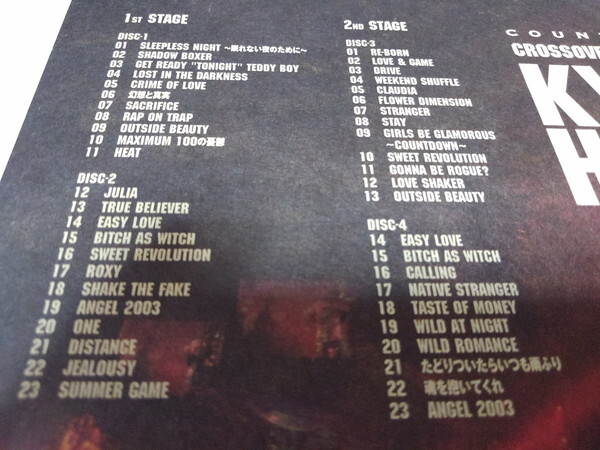 1ST STAGE
DISC-1
01 SLEEPLESS NIGHT ～眠れない夜のために～
02 SHADOW BOXER
03 GET READY "TONIGHT" TEDDY BOY
04 LOST IN THE DARKNESS
05 CRIME OF LOVE
06 幻想と真実
07 SACRIFICE
08 RAP ON TRAP
09 OUTSIDE BEAUTY
10 MAXIMUM 100の憂鬱
11 HEAT
DISC-2
12 JULIA
13 TRUE BELIEVER
14 EASY LOVE
15 BITCH AS WITCH
16 SWEET REVOLUTION
17 ROXY
18 SHAKE THE FAKE
19 ANGEL 2003
20 ONE
21 DISTANCE
22 JEALOUSY
23 SUMMER GAME
2ND STAGE
DISC-3
01 RE-BORN
02 LOVE & GAME
03 DRIVE
04 WEEKEND SHUFFLE
05 CLAUDIA
06 FLOWER DIMENSION
07 STRANGER
08 STAY
09 GIRLS BE GLAMOROUS
～COUNTDOWN～
10 SWEET REVOLUTION
11 GONNA BE ROGUE?
12 LOVE SHAKER
13 OUTSIDE BEAUTY
DISC-4
14 EASY LOVE
15 BITCH AS WITCH
16 CALLING
17 NATIVE STRANGER
18 TASTE OF MONEY
19 WILD AT NIGHT
20 WILD ROMANCE
21 たどりついたらいつも雨ふり
22 魂を抱いてくれ
23 ANGEL 2003
COUN
CROSSOVE
KY
H